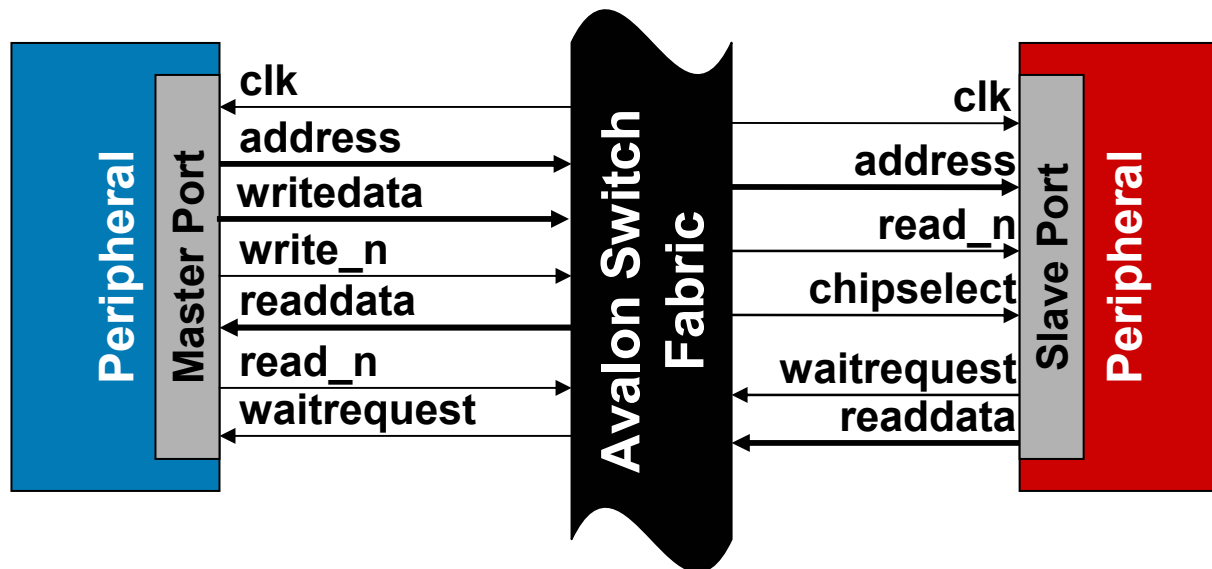 Peripheral
Master Port
clk
address
writedata
write_n
readdata
read_n
waitrequest
Avalon Switch
Fabric
clk
address
read_n
chipselect
waitrequest
readdata
Slave Port
Peripheral